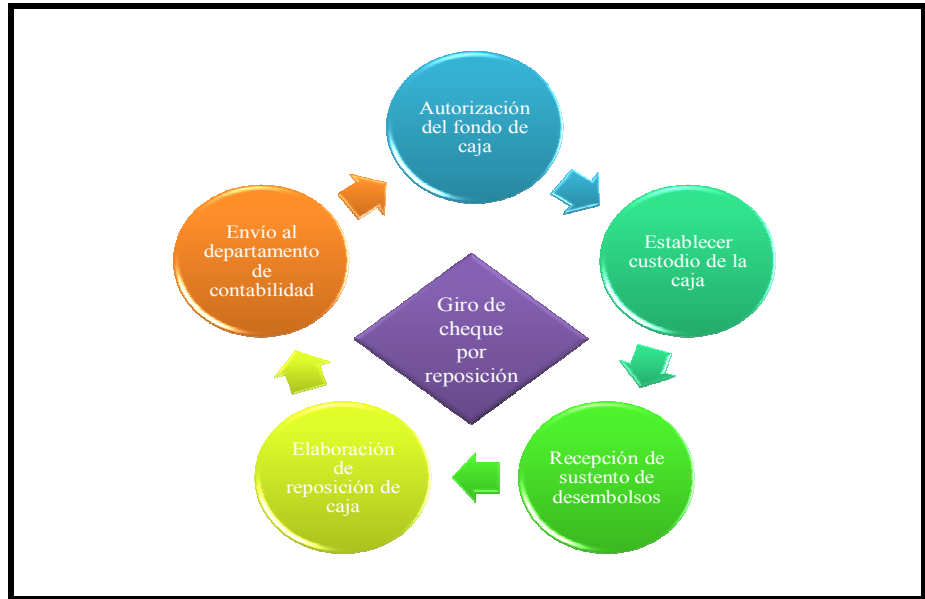 Autorización
del fondo de
caja
Establecer
custodio de la
caja
Recepción de
sustento de
desembolsos
Elaboración
de
reposición de
caja
Envío al
departamento
de
contabilidad
Giro de
cheque
por
reposición